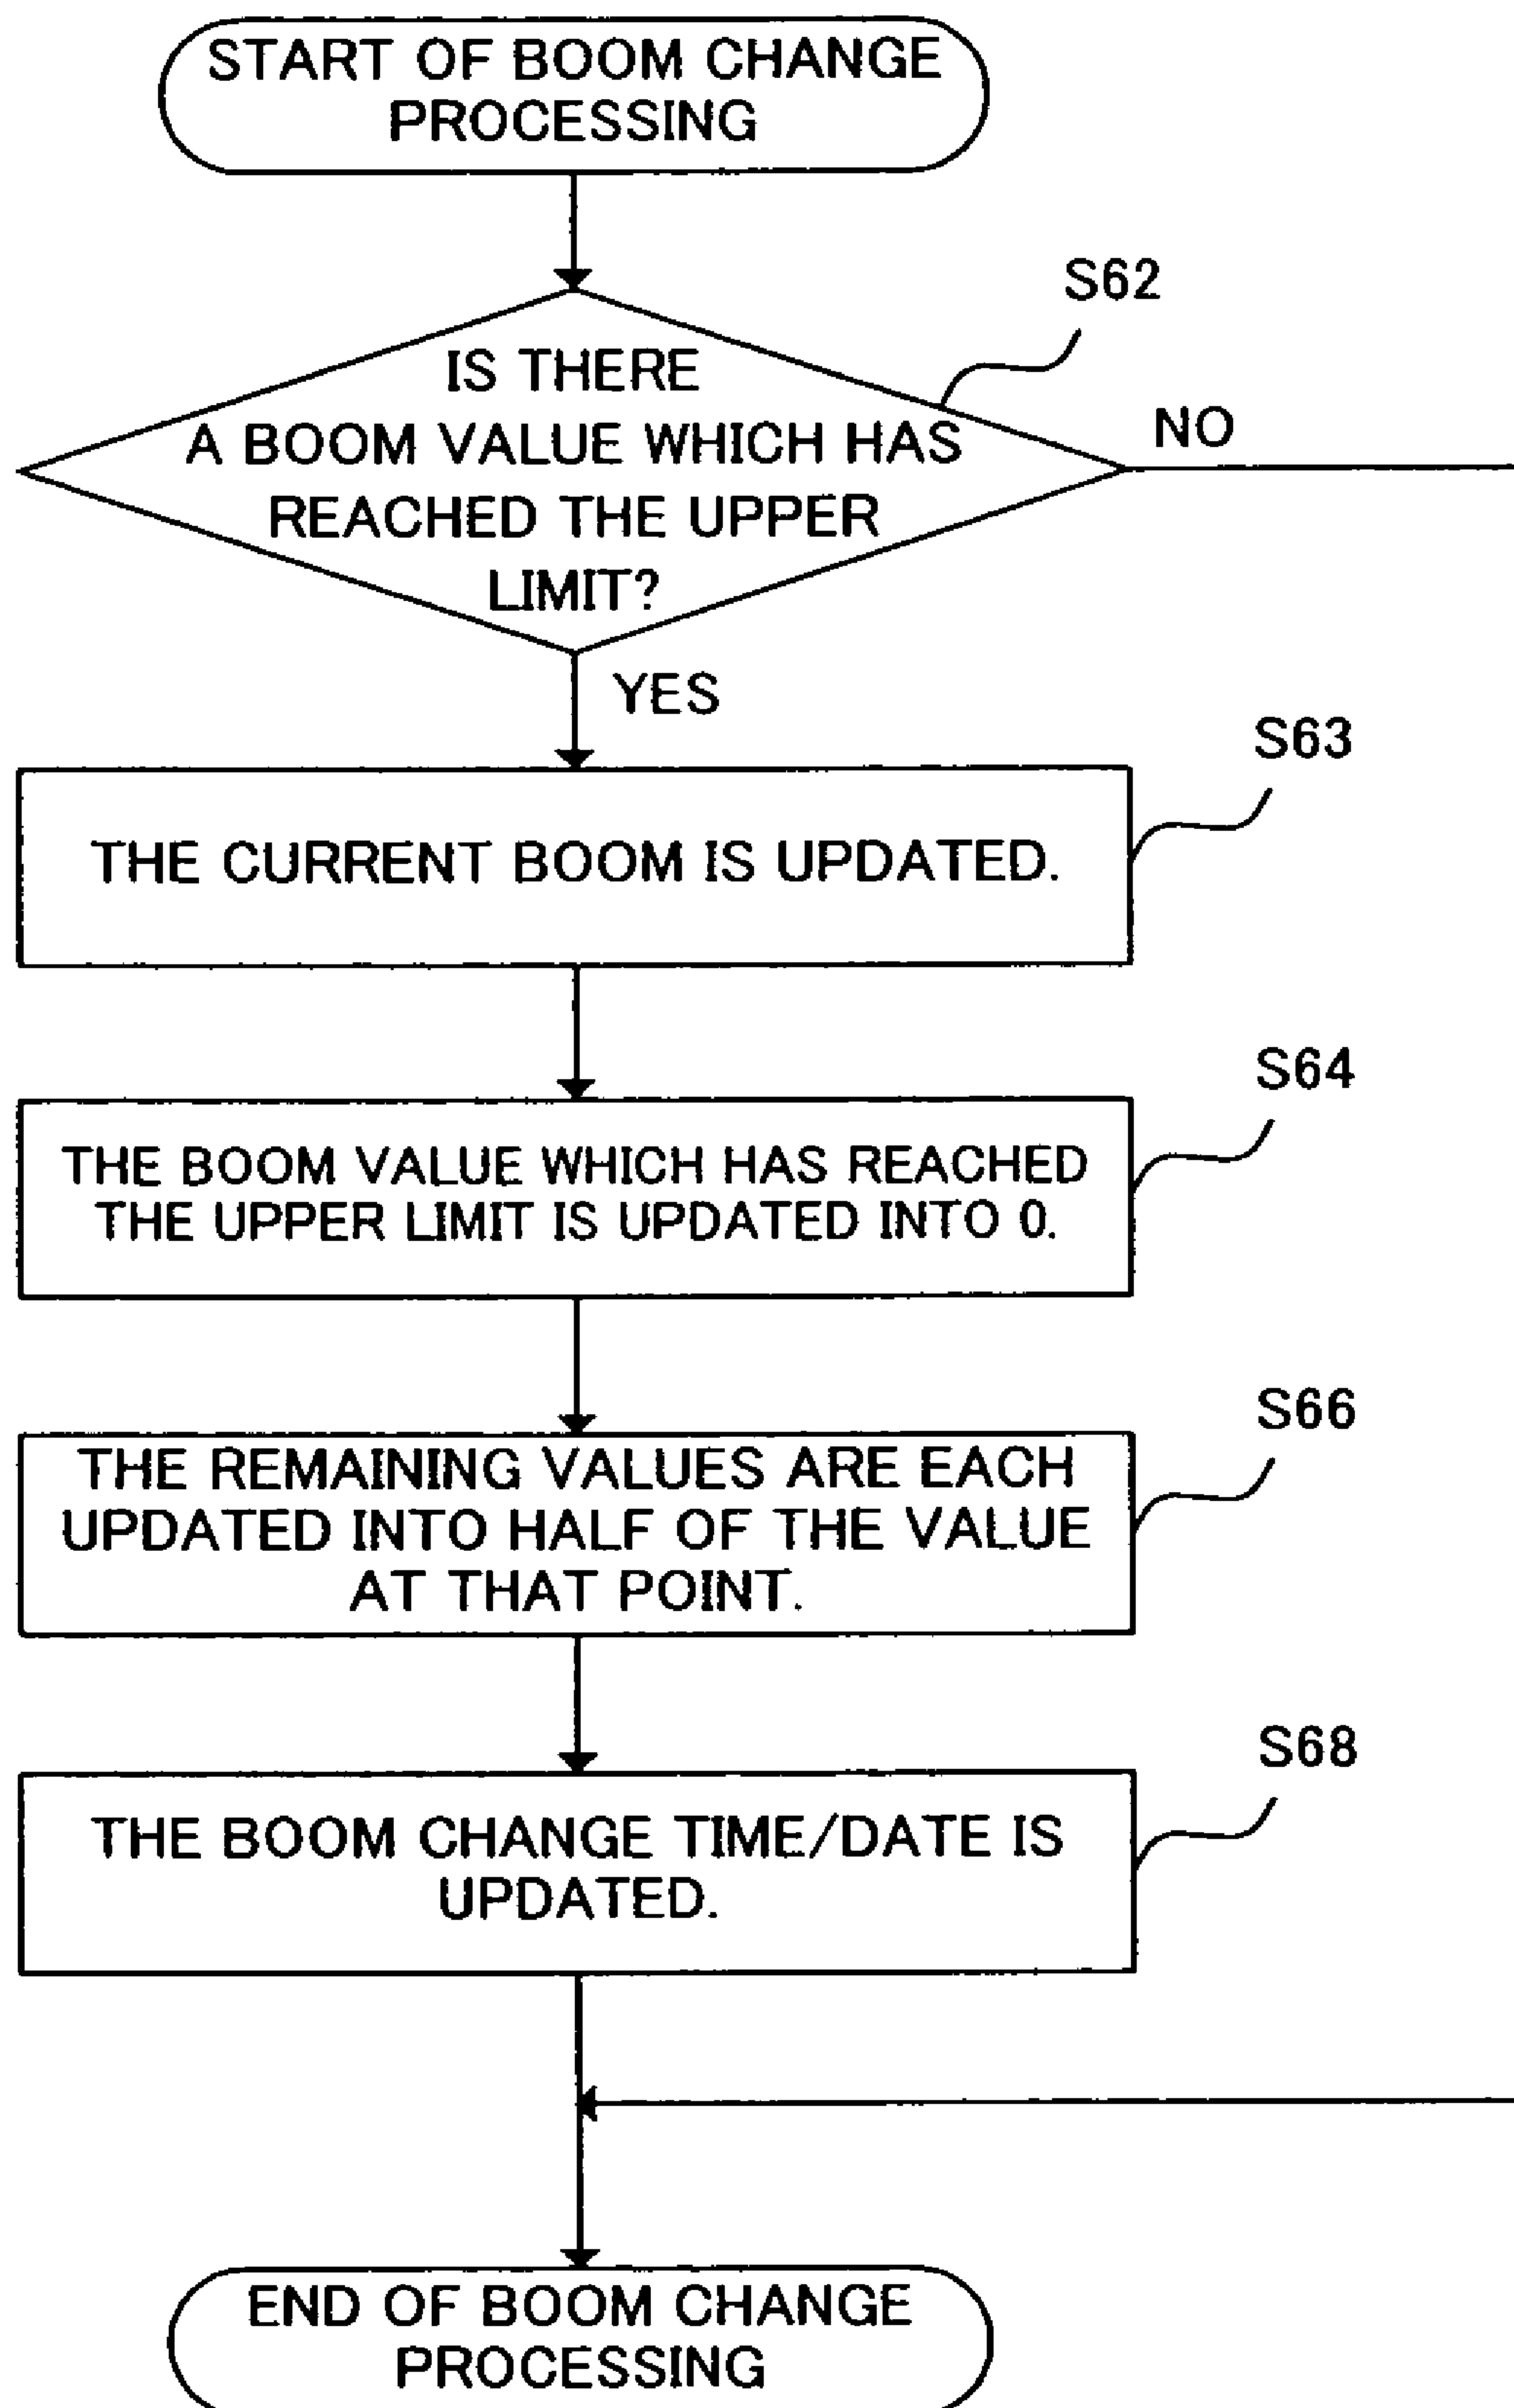 START OF BOOM CHANGE
PROCESSING
S62
IS THERE
A BOOM VALUE WHICH HAS
REACHED THE UPPER
LIMIT?
NO
YES
S63
THE CURRENT BOOM IS UPDATED.
S64
THE BOOM VALUE WHICH HAS REACHED
THE UPPER LIMIT IS UPDATED INTO 0.
S66
THE REMAINING VALUES ARE EACH
UPDATED INTO HALF OF THE VALUE
AT THAT POINT.
S68
THE BOOM CHANGE TIME/DATE IS
UPDATED.
END OF BOOM CHANGE
PROCESSING